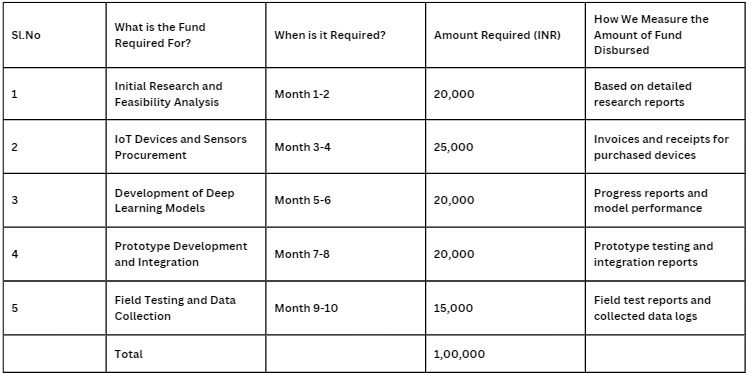 Sl.No
What is the Fund
Required For?
When is it Required?
Amount Required (INR)
How We Measure the
Amount of Fund
Disbursed
1
Initial Research and
Feasibility Analysis
Month 1-2
20,000
Based on detailed
research reports
2
IoT Devices and Sensors
Procurement
Month 3-4
25,000
Invoices and receipts for
purchased devices
3
Development of Deep
Learning Models
Month 5-6
20,000
Progress reports and
model performance
4
Prototype Development
and Integration
Month 7-8
20,000
Prototype testing and
integration reports
5
Field Testing and Data
Collection
Month 9-10
15,000
Field test reports and
collected data logs
Total
1,00,000